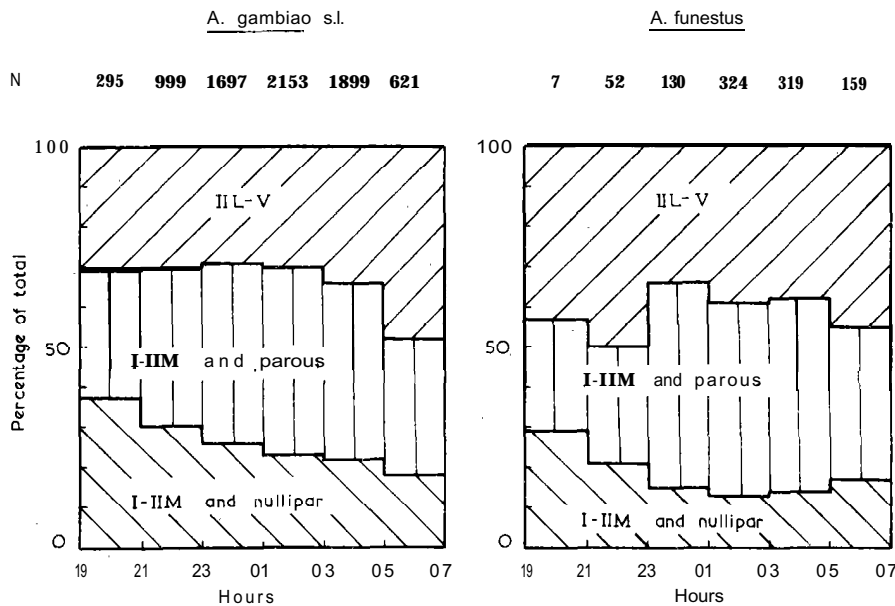 A. gambiao s.l.
A. funestus
N 295 999 1697 2153 1899 621
7 52 130 324 319 159
100
IIL-V
50
I-IIM and parous
I-IIM and nullipar
0
Percentage of total
19 21 23 01 03 05 07
Hours
100
IIL-V
50
I-IIM and parous
I-IIM and nullipar
0
19 21 23 01 03 05 07
Hours